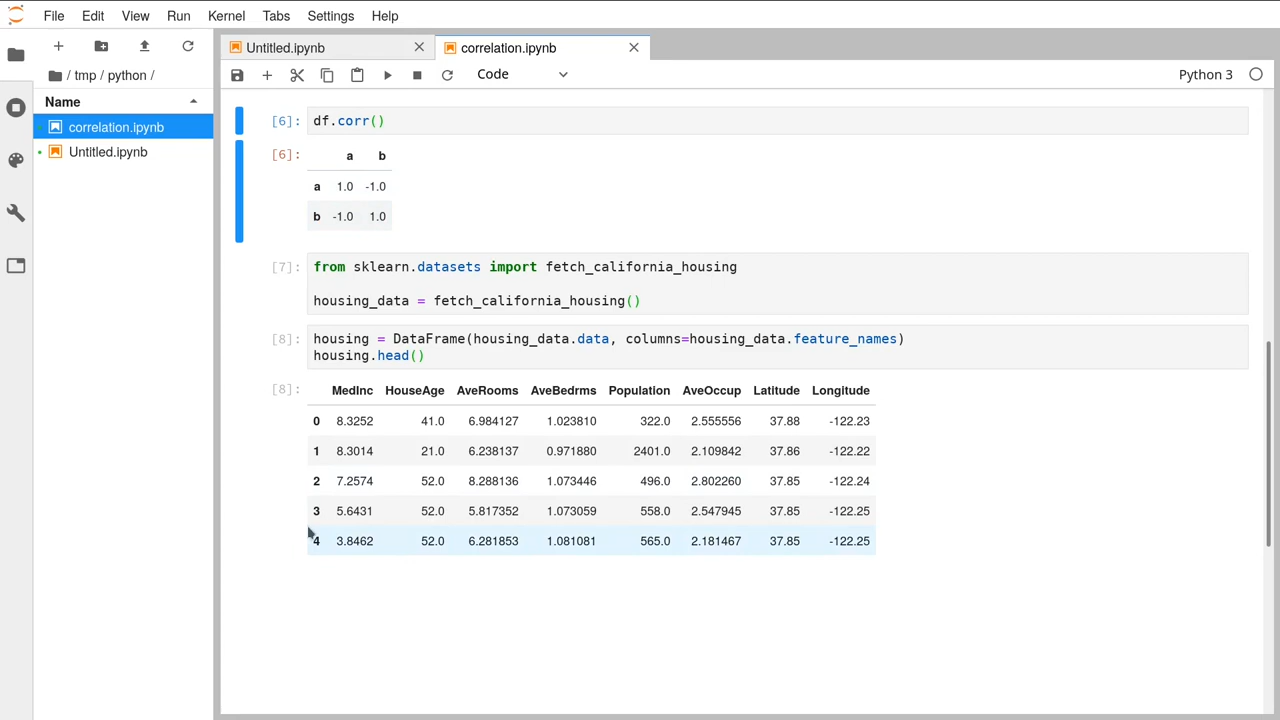 File Edit View Run Kernel Tabs Settings Help
Untitled.ipynb
correlation.ipynb
/ tmp / python /
Code
Python 3
Name
correlation.ipynb
Untitled.ipynb
[6]: df.corr()
[6]: a b
a 1.0 -1.0
b -1.0 1.0
[7]: from sklearn.datasets import fetch_california_housing
housing_data = fetch_california_housing()
[8]: housing = DataFrame(housing_data.data, columns=housing_data.feature_names)
housing.head()
[8]: MedInc HouseAge AveRooms AveBedrms Population AveOccup Latitude Longitude
0 8.3252 41.0 6.984127 1.023810 322.0 2.555556 37.88 -122.23
1 8.3014 21.0 6.238137 0.971880 2401.0 2.109842 37.86 -122.22
2 7.2574 52.0 8.288136 1.073446 496.0 2.802260 37.85 -122.24
3 5.6431 52.0 5.817352 1.073059 558.0 2.547945 37.85 -122.25
4 3.8462 52.0 6.281853 1.081081 565.0 2.181467 37.85 -122.25